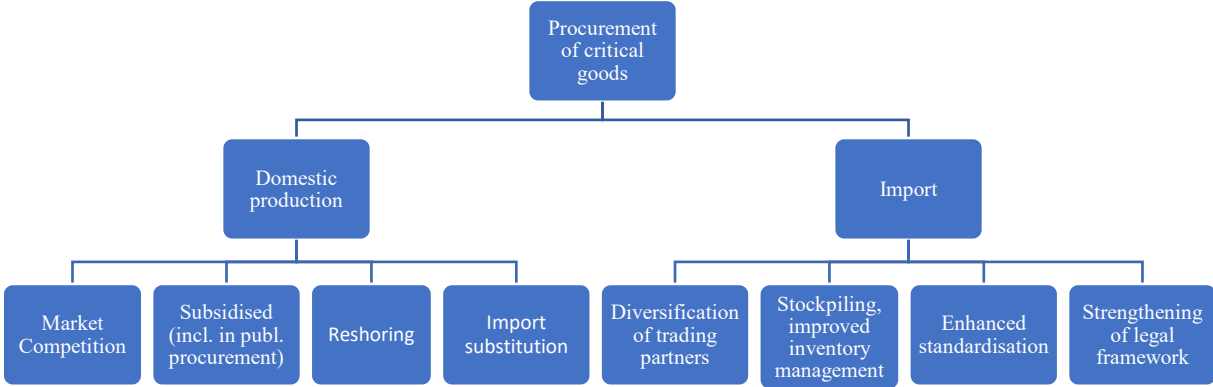 Procurement
of critical
goods
Domestic
production
Import
Market
Competition
Subsidised
(incl. in publ.
procurement)
Reshoring
Import
substitution
Diversification
of trading
partners
Stockpiling,
improved
inventory
management
Enhanced
standardisation
Strengthening
of legal
framework